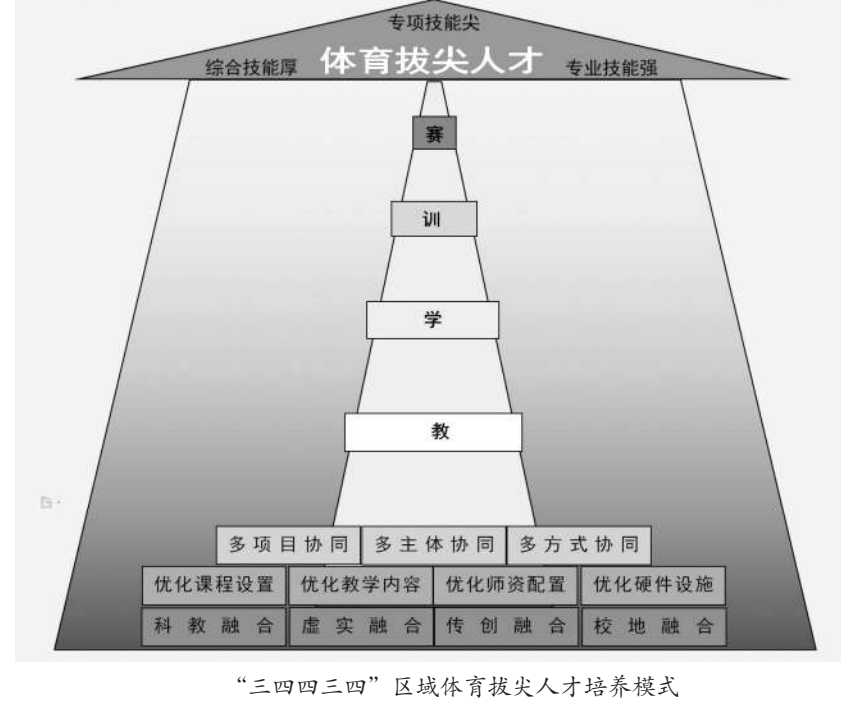 专项技能尖
综合技能厚 体育拔尖人才 专业技能强
赛
训
学
教
多项目协同 多主体协同 多方式协同
优化课程设置 优化教学内容 优化师资配置 优化硬件设施
科教融合 虚实融合 传创融合 校地融合
“三四四三四”区域体育拔尖人才培养模式